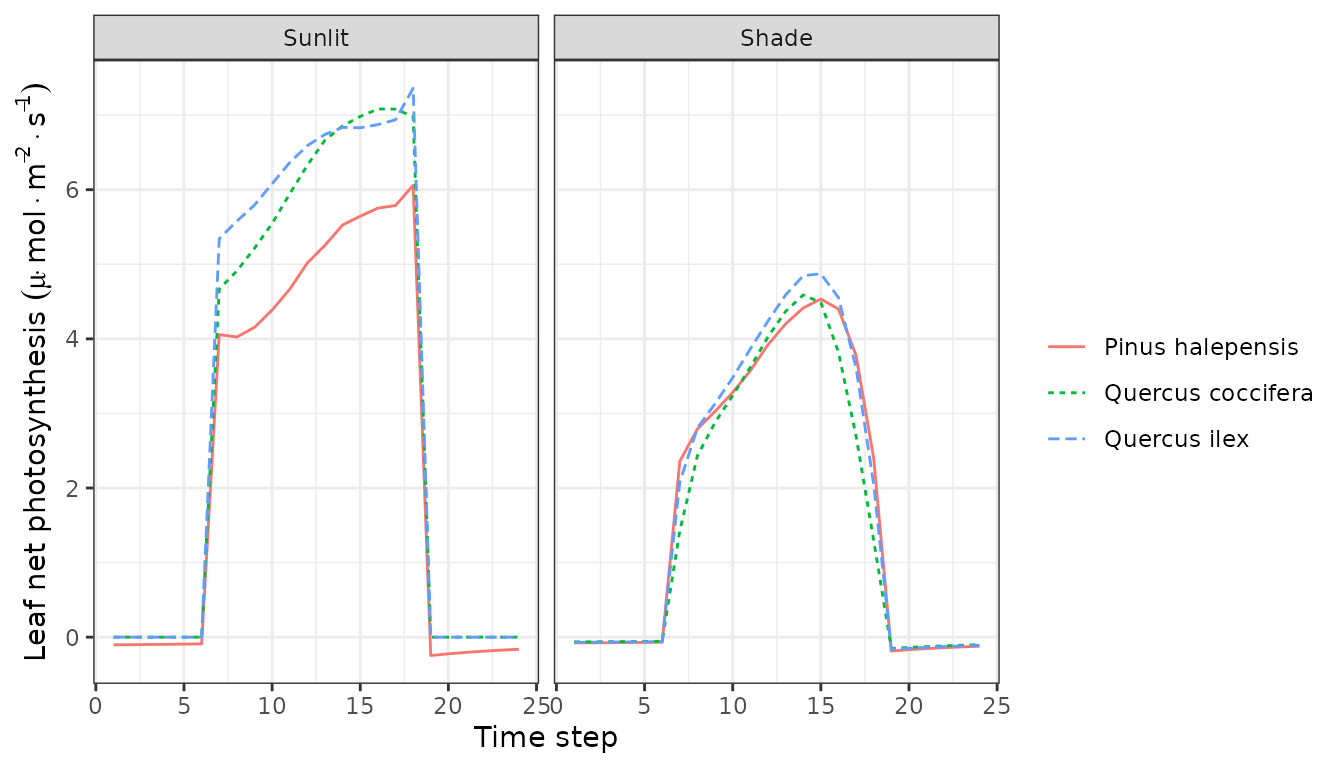 Sunlit Shade
Leaf net photosynthesis (μ·mol·m⁻²·s⁻¹)
6
4
2
0
0 5 10 15 20 25 0 5 10 15 20 25
Time step
Pinus halepensis
Quercus coccifera
Quercus ilex